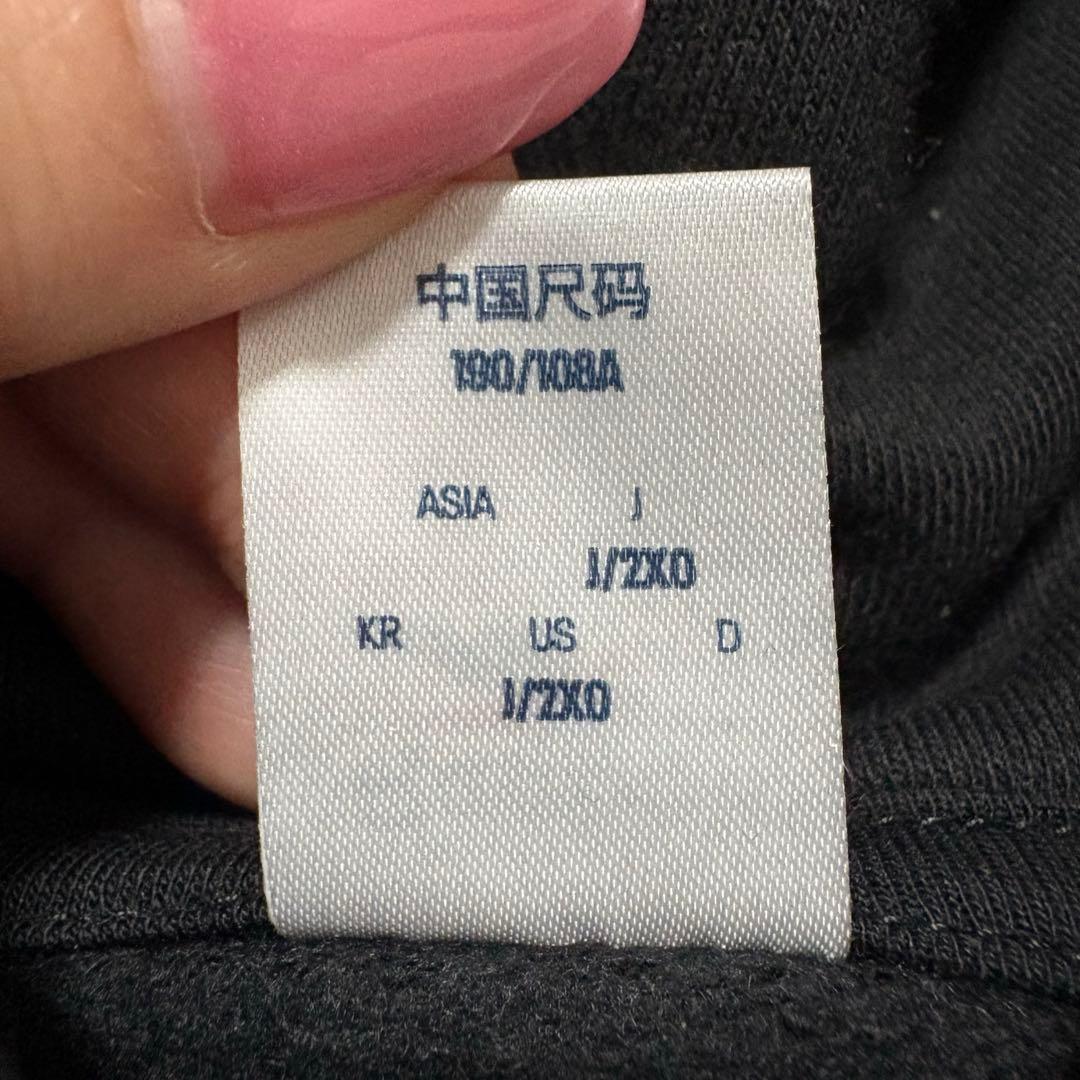 中国尺码
190/108A
ASIA J
J/2XO
KR US D
J/2XO